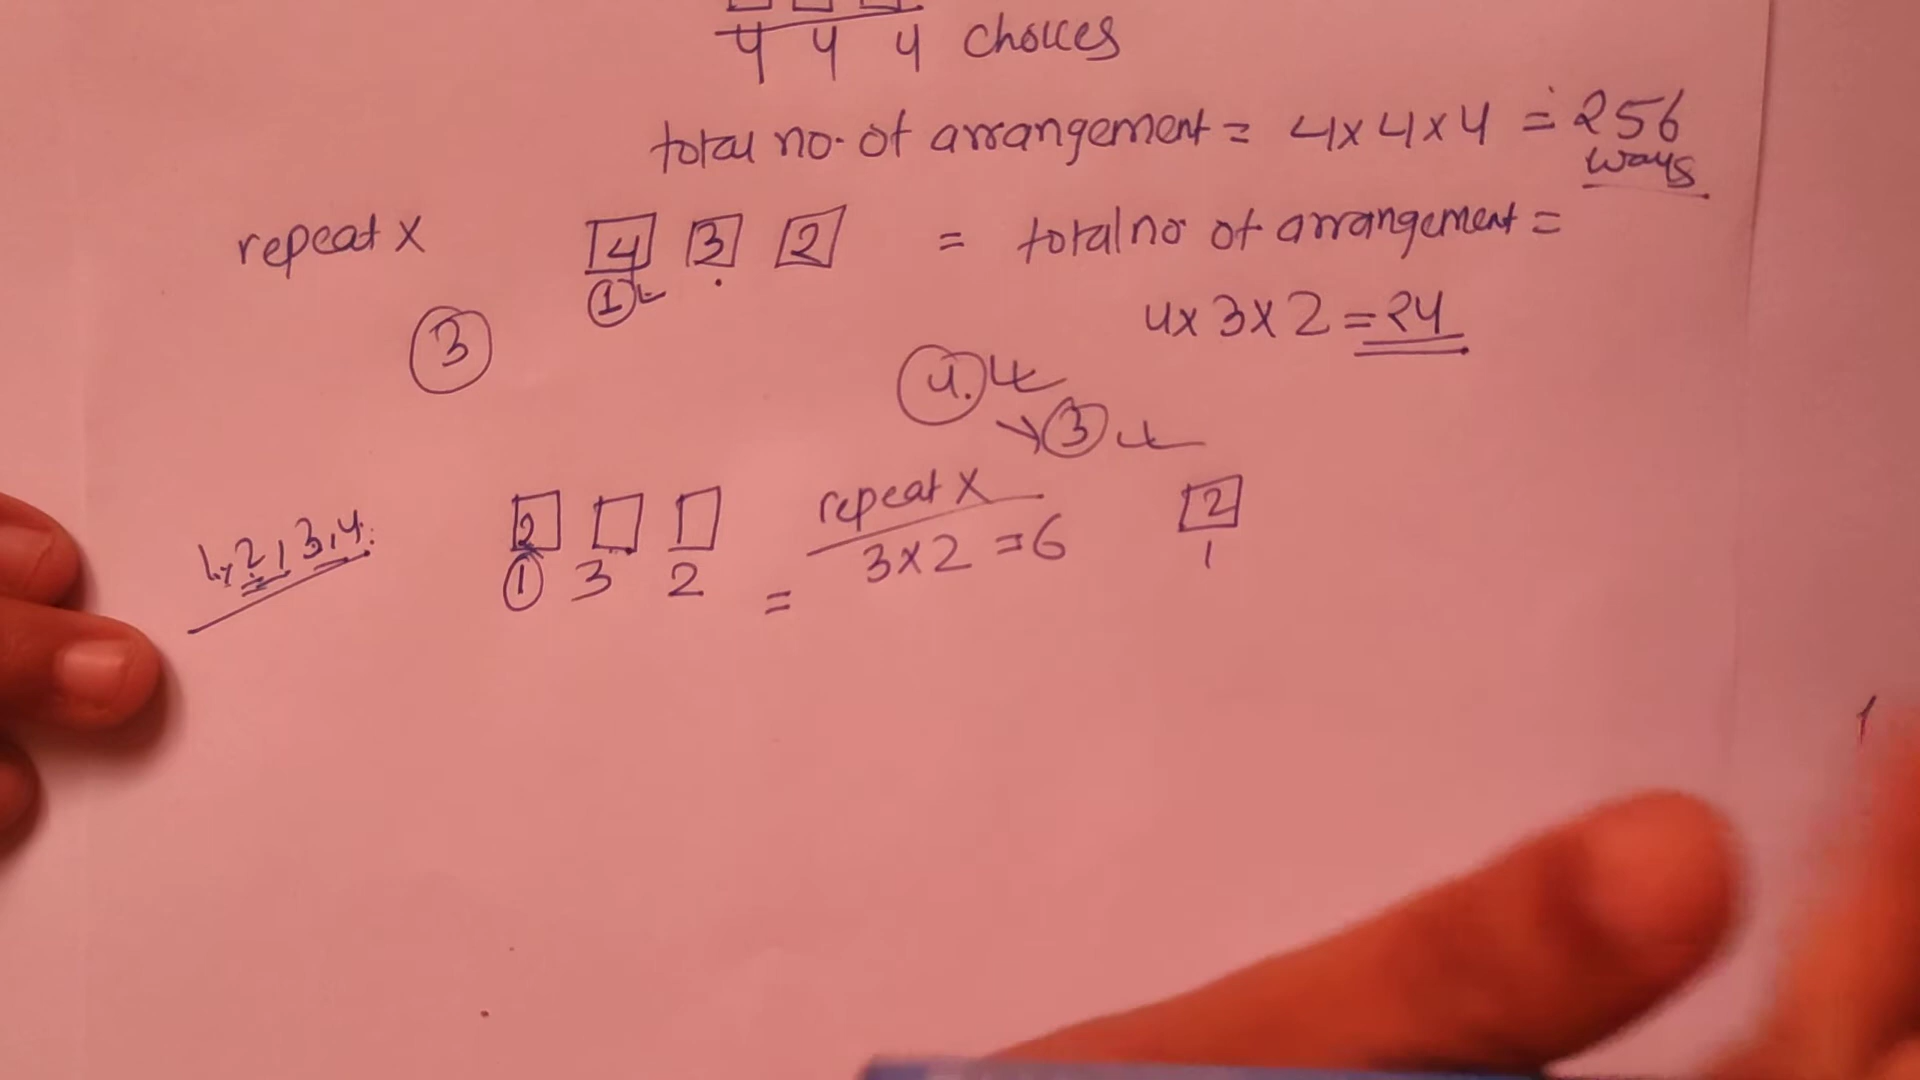 4 4 4 choices
total no. of arrangement = 4x4x4 = 256
ways
repeat x 4 3 2 = total no of arrangement =
1
3
4x3x2 = 24
4
3
1, 2, 3, 4.
2 repeat x 2
1 3 2 = 3x2 = 6 1